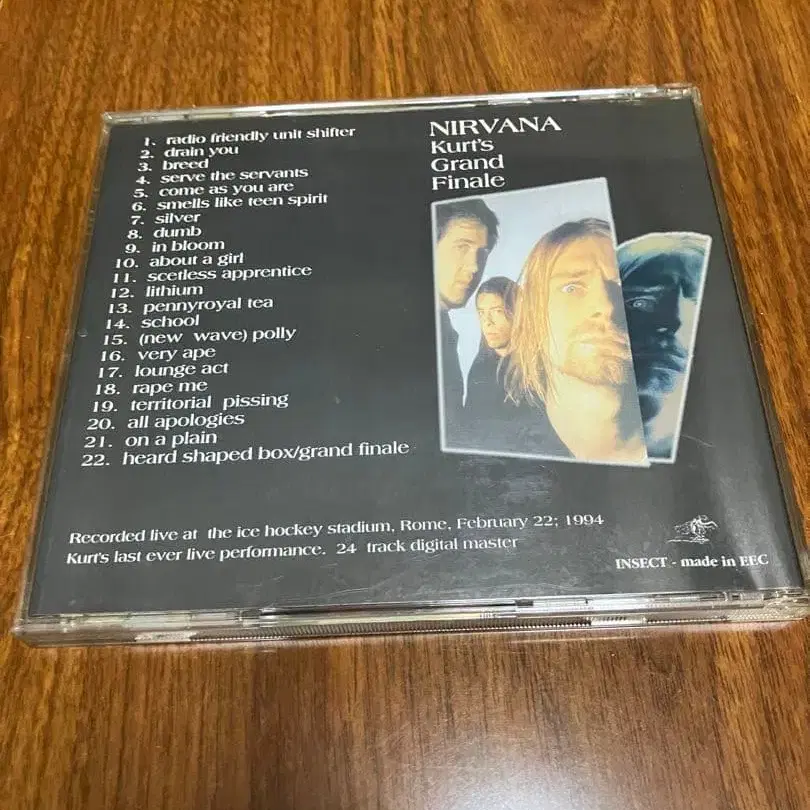 1. radio friendly unit shifter
2. drain you
3. breed
4. serve the servants
5. come as you are
6. smells like teen spirit
7. silver
8. dumb
9. in bloom
10. about a girl
11. scetless apprentice
12. lithium
13. pennyroyal tea
14. school
15. (new wave) polly
16. very ape
17. lounge act
18. rape me
19. territorial pissing
20. all apologies
21. on a plain
22. heard shaped box/grand finale
NIRVANA
Kurt's
Grand
Finale
Recorded live at the ice hockey stadium, Rome, February 22; 1994
Kurt's last ever live performance. 24 track digital master
INSECT - made in EEC